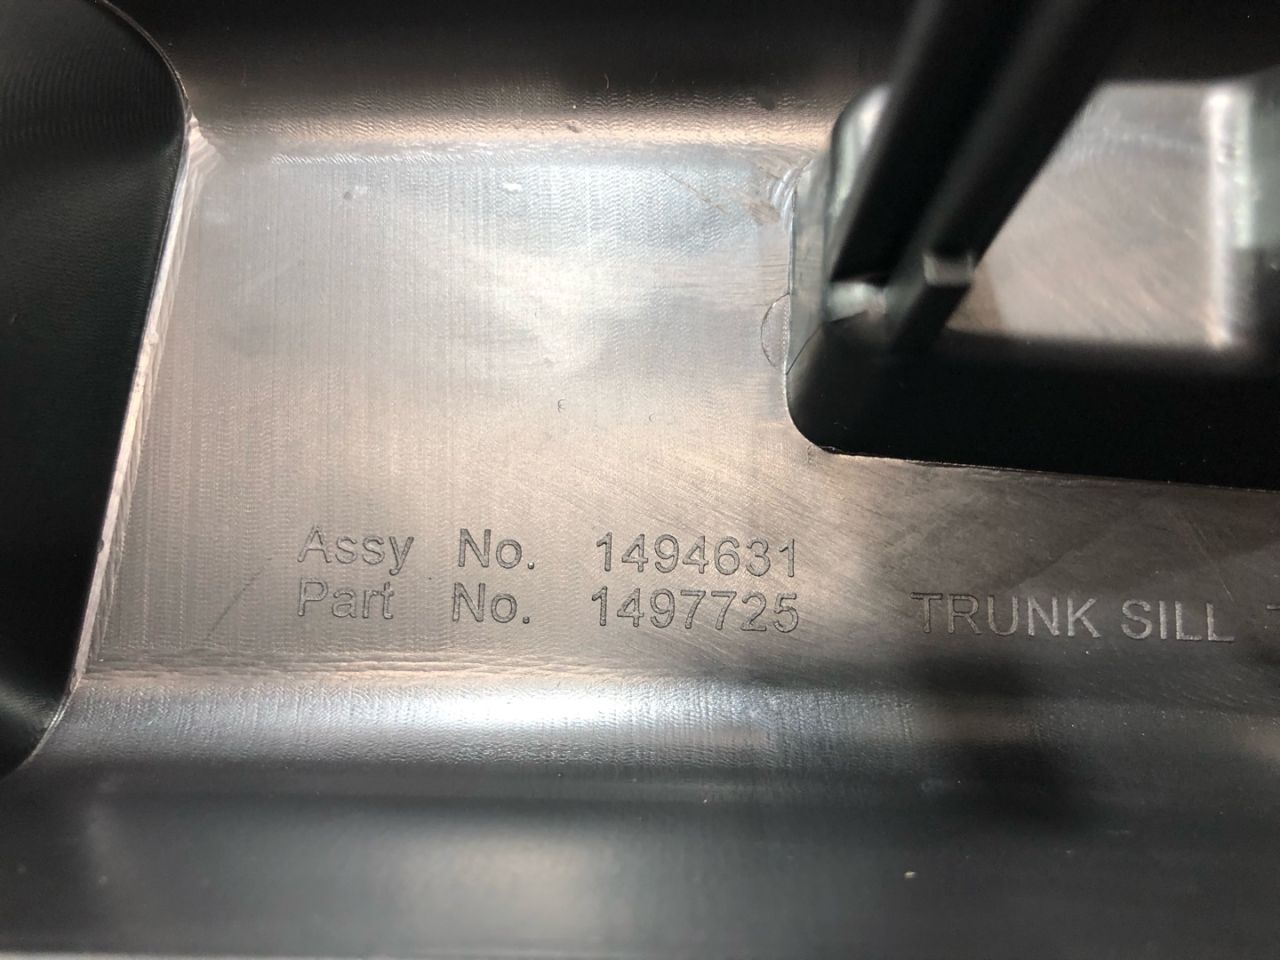 Assy No. 1494631
Part No. 1497725 TRUNK SILL